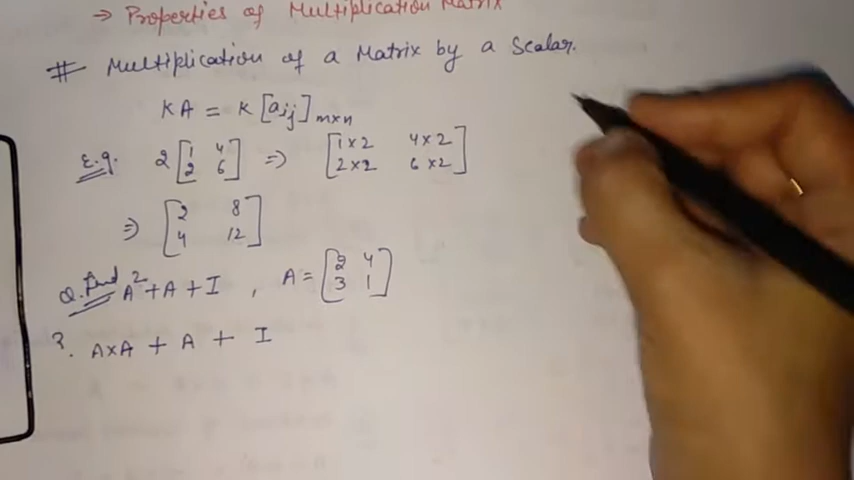 → Properties of Multiplication Matrix
# Multiplication of a Matrix by a Scalar.
KA = K [aij]m×n
E.g. 2 [1 4; 2 6] ⇒ [1×2 4×2; 2×2 6×2]
⇒ [2 8; 4 12]
Q. Find A² + A + I , A = [2 4; 3 1]
?. A×A + A + I